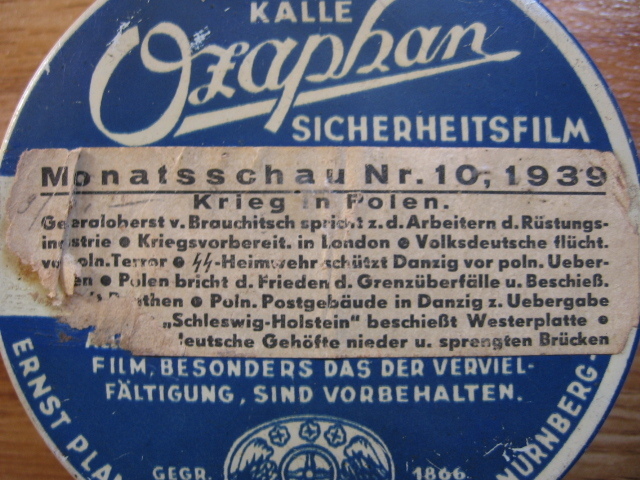 KALLE
Ozaphan
SICHERHEITSFILM
Monatsschau Nr. 10, 1939
Krieg in Polen.
Generaloberst v. Brauchitsch spricht z. d. Arbeitern d. Rüstungs-
industrie ● Kriegsvorbereit. in London ● Volksdeutsche flücht.
poln. Terror ● SS-Heimwehr schützt Danzig vor poln. Ueber-
● Polen bricht d. Frieden d. Grenzüberfälle u. Beschieß.
● Poln. Postgebäude in Danzig z. Uebergabe
„Schleswig-Holstein" beschießt Westerplatte ●
deutsche Gehöfte nieder u. sprengten Brücken
FILM, BESONDERS DAS DER VERVIEL-
FÄLTIGUNG, SIND VORBEHALTEN.
ERNST
NÜRNBERG
GEGR. 1866